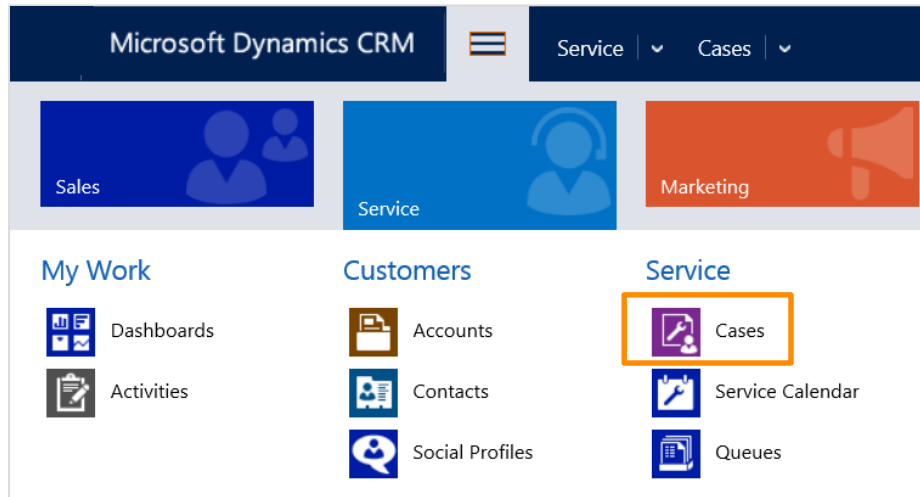 Microsoft Dynamics CRM Service Cases
Sales
Service
Marketing
My Work
Dashboards
Activities
Customers
Accounts
Contacts
Social Profiles
Service
Cases
Service Calendar
Queues